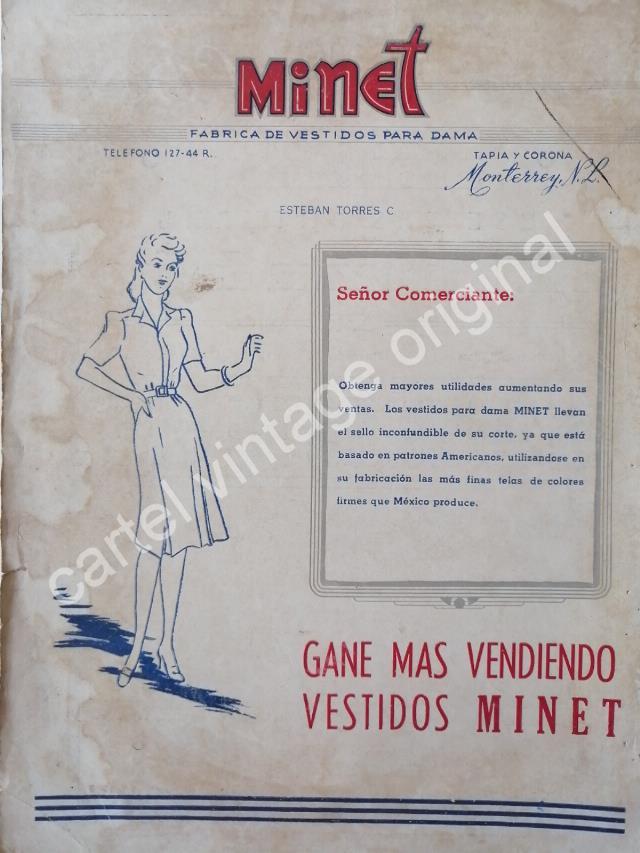 Minet
FABRICA DE VESTIDOS PARA DAMA
TELEFONO 127-44 R.
TAPIA Y CORONA
Monterrey, N.L.
ESTEBAN TORRES C
Señor Comerciante:
Obtenga mayores utilidades aumentando sus
ventas. Los vestidos para dama MINET llevan
el sello inconfundible de su corte, ya que está
basado en patrones Americanos, utilizandose en
su fabricación las más finas telas de colores
firmes que México produce.
GANE MAS VENDIENDO
VESTIDOS MINET
cartel vintage original